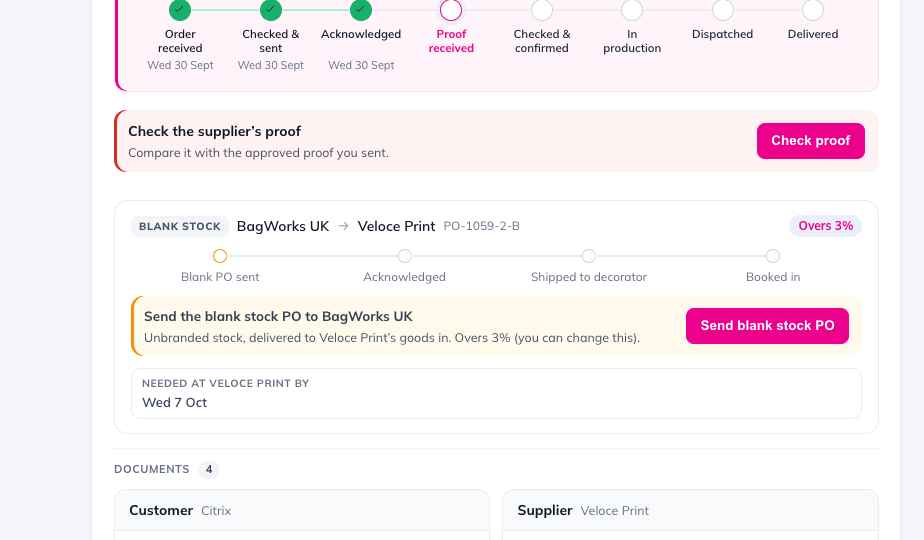 Order received
Checked & sent
Acknowledged
Proof received
Checked & confirmed
In production
Dispatched
Delivered
Wed 30 Sept
Wed 30 Sept
Wed 30 Sept
Check the supplier's proof
Compare it with the approved proof you sent.
Check proof
BLANK STOCK BagWorks UK → Veloce Print PO-1059-2-B
Overs 3%
Blank PO sent
Acknowledged
Shipped to decorator
Booked in
Send the blank stock PO to BagWorks UK
Unbranded stock, delivered to Veloce Print's goods in. Overs 3% (you can change this).
Send blank stock PO
NEEDED AT VELOCE PRINT BY
Wed 7 Oct
DOCUMENTS 4
Customer Citrix
Supplier Veloce Print